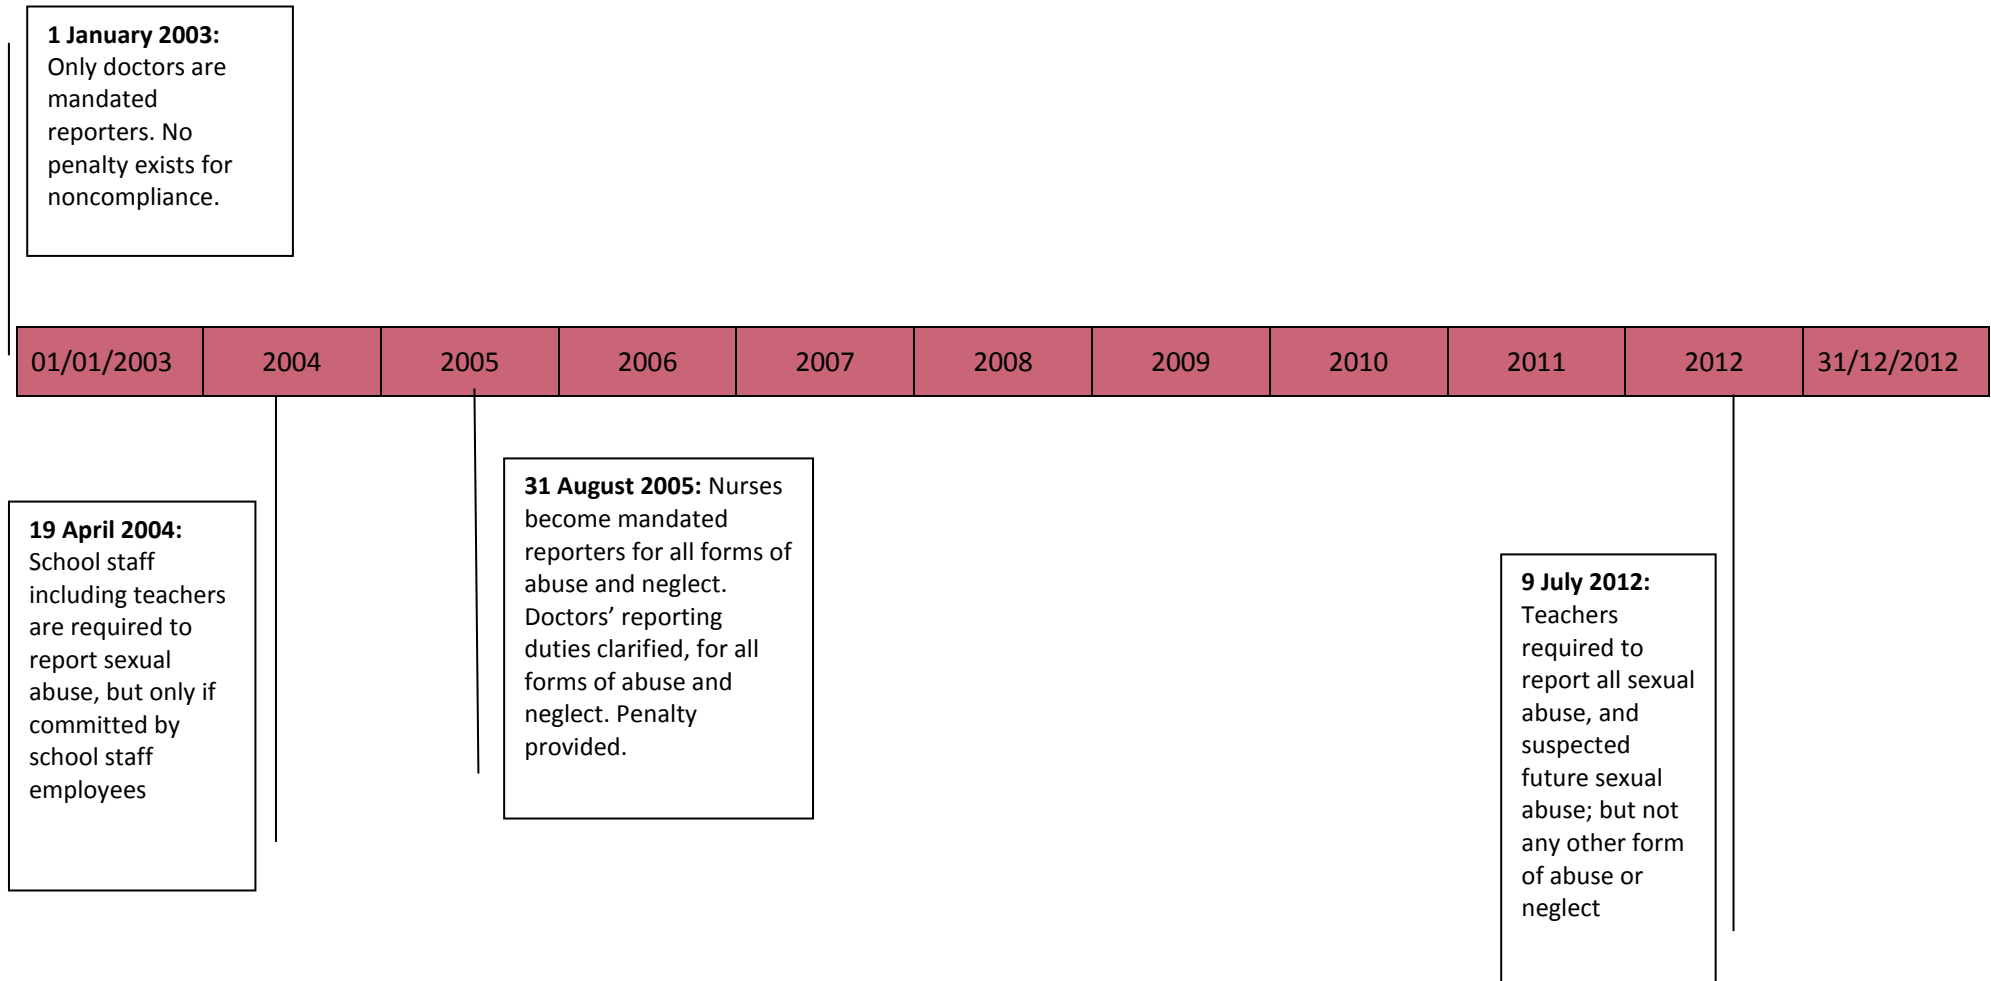 1 January 2003:
Only doctors are
mandated
reporters. No
penalty exists for
noncompliance.
01/01/2003
2004
2005
2006
2007
2008
2009
2010
2011
2012
31/12/2012
19 April 2004:
School staff
including teachers
are required to
report sexual
abuse, but only if
committed by
school staff
employees
31 August 2005: Nurses
become mandated
reporters for all forms of
abuse and neglect.
Doctors’ reporting
duties clarified, for all
forms of abuse and
neglect. Penalty
provided.
9 July 2012:
Teachers
required to
report all sexual
abuse, and
suspected
future sexual
abuse; but not
any other form
of abuse or
neglect